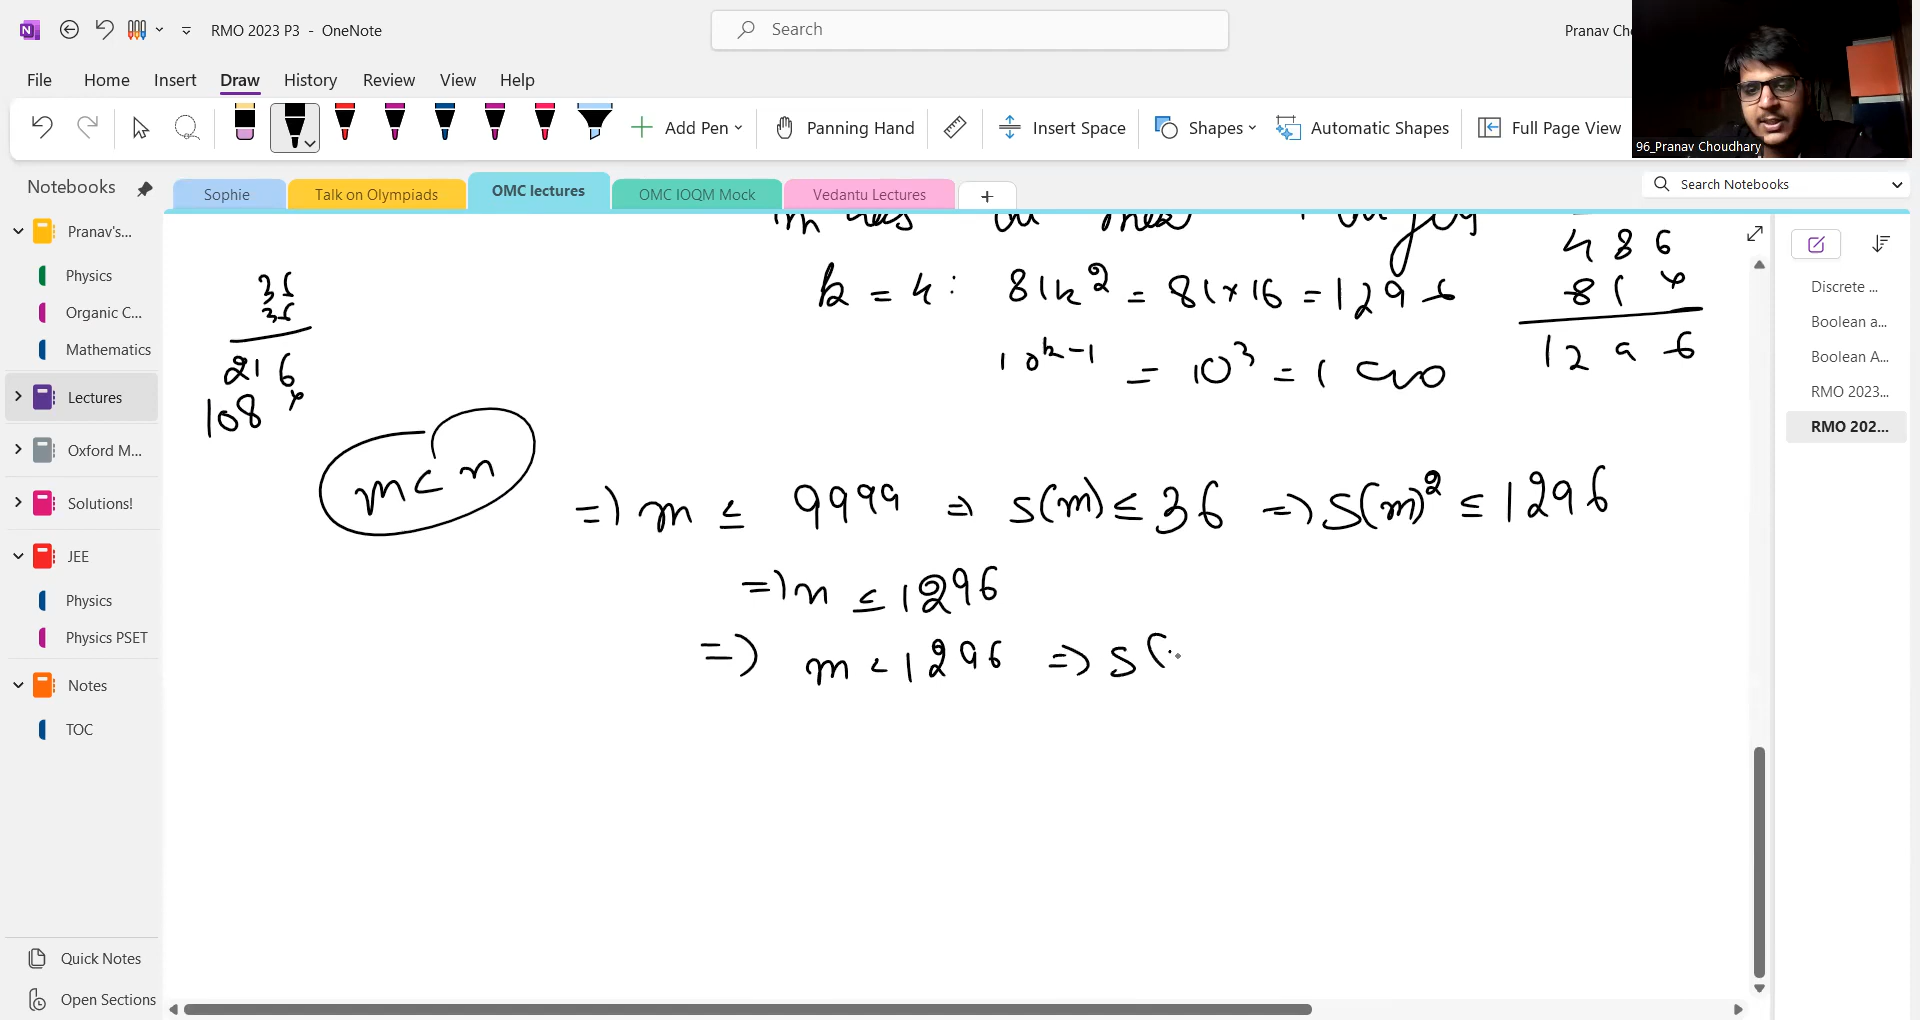 RMO 2023 P3 - OneNote
Search
Pranav Cho
File Home Insert Draw History Review View Help
Add Pen
Panning Hand
Insert Space
Shapes
Automatic Shapes
Full Page View
96_Pranav Choudhary
Notebooks
Sophie
Talk on Olympiads
OMC lectures
OMC IOQM Mock
Vedantu Lectures
+
Search Notebooks
Pranav's...
Physics
Organic C...
Mathematics
Lectures
Oxford M...
Solutions!
JEE
Physics
Physics PSET
Notes
TOC
Quick Notes
Open Sections
36
36
216
108 ×
k = 4 : 81k² = 81×16 = 1296
10^(k-1) = 10³ = 1000
486
81 ×
1296
m < n
=> m ≤ 9999 => s(m) ≤ 36 => s(m)² ≤ 1296
=> n ≤ 1296
=> m < 1296 => s(
Discrete ...
Boolean a...
Boolean A...
RMO 2023...
RMO 202...